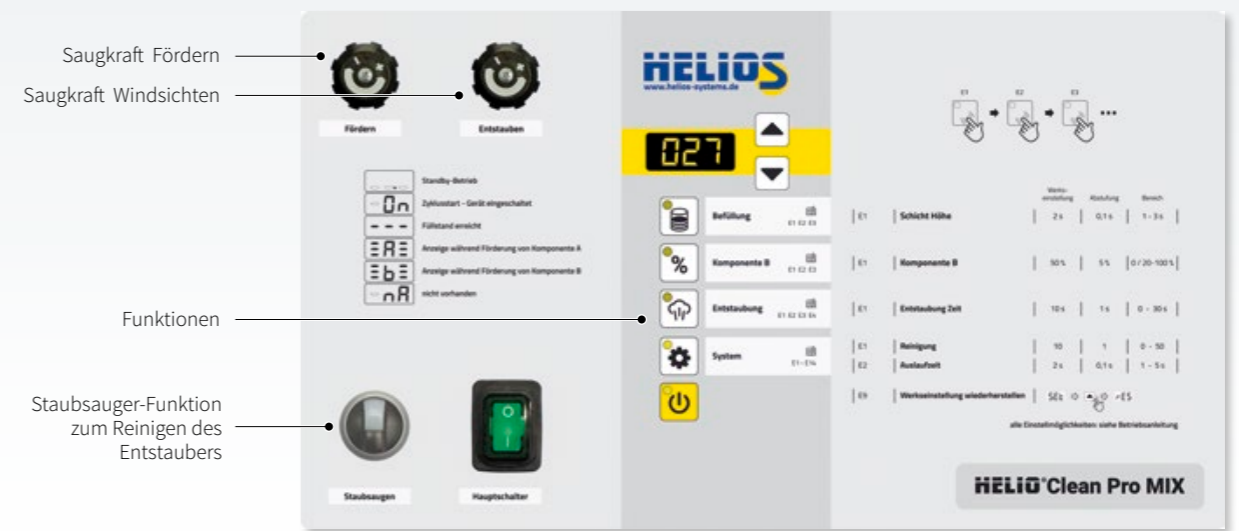 Saugkraft Fördern
Saugkraft Windsichten
Funktionen
Staubsauger-Funktion
zum Reinigen des
Entstaubers
Fördern
Entstauben
Standby-Betrieb
On
Zyklusstart – Gerät eingeschaltet
- - -
Füllstand erreicht
A
Anzeige während Förderung von Komponente A
b
Anzeige während Förderung von Komponente B
nA
nicht vorhanden
Staubsaugen
Hauptschalter
HELIOS
www.helios-systems.de
027
Befüllung
E1 E2 E3
% Komponente B
E1 E2 E3
Entstaubung
E1 E2 E3 E4
System
E1-E14
E1 E2 E3
•••
Werks-
einstellung Abstufung Bereich
E1 Schicht Höhe 2 s 0,1 s 1 - 3 s
E1 Komponente B 50 % 5 % 0 / 20-100 %
E1 Entstaubung Zeit 10 s 1 s 0 - 30 s
E1 Reinigung 10 1 0 - 50
E2 Auslaufzeit 2 s 0,1 s 1 - 5 s
E9 Werkseinstellung wiederherstellen SEt rES
alle Einstellmöglichkeiten: siehe Betriebsanleitung
HELIO®Clean Pro MIX